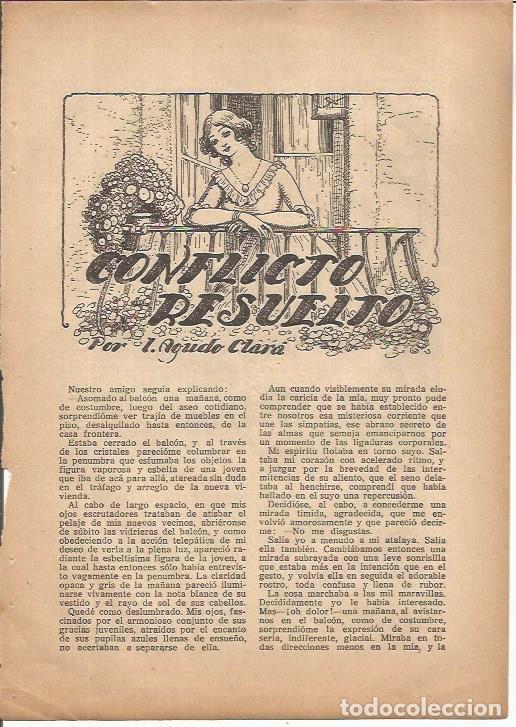 CONFLICTO
RESUELTO
Por I. Agudo Clará
Nuestro amigo seguía explicando:
—Asomado al balcón una mañana, como
de costumbre, luego del aseo cotidiano,
sorprendióme ver trajín de muebles en el
piso, desalquilado hasta entonces, de la
casa frontera.
Estaba cerrado el balcón, y al través
de los cristales parecióme columbrar en
la penumbra que esfumaba los objetos la
figura vaporosa y esbelta de una joven
que iba de acá para allá, atareada sin duda
en el tráfago y arreglo de la nueva vi-
vienda.
Al cabo de largo espacio, en que mis
ojos escrutadores trataban de atisbar el
pelaje de mis nuevos vecinos, abriéronse
de súbito las vidrieras del balcón, y como
obedeciendo a la acción telepática de mi
deseo de verla a la plena luz, apareció ra-
diante la esbeltísima figura de la joven, a
la cual hasta entonces sólo había entrevis-
to vagamente en la penumbra. La claridad
opaca y gris de la mañana pareció ilumi-
narse vivamente con la nota blanca de su
vestido y el rayo de sol de sus cabellos.
Quedé como deslumbrado. Mis ojos, fas-
cinados por el armonioso conjunto de sus
gracias juveniles, atraídos por el encanto
de sus pupilas azules llenas de ensueño,
no acertaban a separarse de ella.
Aun cuando visiblemente su mirada elu-
día la caricia de la mía, muy pronto pude
comprender que se había establecido en-
tre nosotros esa misteriosa corriente que
une las simpatías, ese abrazo secreto de
las almas que semeja emanciparnos por
un momento de las ligaduras corporales.
Mi espíritu flotaba en torno suyo. Sal-
taba mi corazón con acelerado ritmo, y
a juzgar por la brevedad de las inter-
mitencias de su aliento, que el seno dela-
taba al henchirse, comprendí que había
hallado en el suyo una repercusión.
Decidióse, al cabo, a concederme una
mirada tímida, agradecida, que me en-
volvió amorosamente y que pareció decir-
me: —No me disgustas.
Salía yo a menudo a mi atalaya. Salía
ella también. Cambiábamos entonces una
mirada subrayada con una leve sonrisilla
que estaba más en la intención que en el
gesto, y volvía ella en seguida el adorable
rostro, toda confusa y llena de rubor.
La cosa marchaba a las mil maravillas.
Decididamente yo le había interesado.
Mas—¡oh dolor!—una mañana, al avistar-
nos en el balcón, como de costumbre,
sorprendióme la expresión de su cara
seria, indiferente, glacial. Miraba en to-
das direcciones menos en la mía, y la
todocoleccion
todocoleccion.net